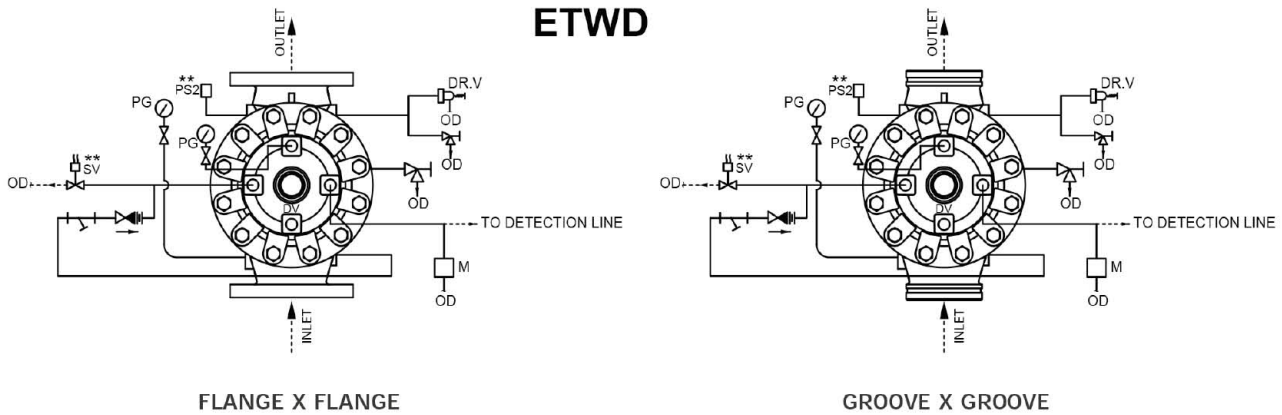 ETWD
OUTLET
**
PS2
PG
DR.V
OD
OD
PG
**
SV
OD
OD
DV
TO DETECTION LINE
M
OD
INLET
FLANGE X FLANGE
OUTLET
**
PS2
PG
DR.V
OD
OD
PG
**
SV
OD
OD
DV
TO DETECTION LINE
M
OD
INLET
GROOVE X GROOVE